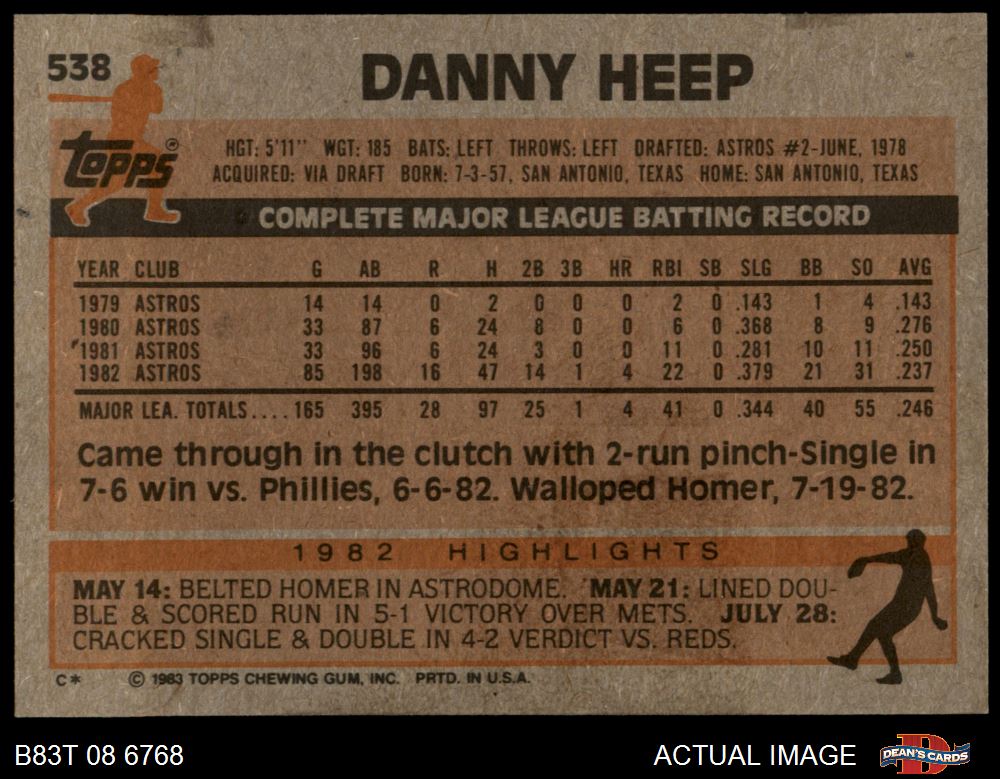 538
DANNY HEEP
Topps®
HGT: 5'11" WGT: 185 BATS: LEFT THROWS: LEFT DRAFTED: ASTROS #2-JUNE, 1978
ACQUIRED: VIA DRAFT BORN: 7-3-57, SAN ANTONIO, TEXAS HOME: SAN ANTONIO, TEXAS
COMPLETE MAJOR LEAGUE BATTING RECORD
YEAR CLUB G AB R H 2B 3B HR RBI SB SLG BB SO AVG
1979 ASTROS 14 14 0 2 0 0 0 2 0 .143 1 4 .143
1980 ASTROS 33 87 6 24 8 0 0 6 0 .368 8 9 .276
1981 ASTROS 33 96 6 24 3 0 0 11 0 .281 10 11 .250
1982 ASTROS 85 198 16 47 14 1 4 22 0 .379 21 31 .237
MAJOR LEA. TOTALS.... 165 395 28 97 25 1 4 41 0 .344 40 55 .246
Came through in the clutch with 2-run pinch-Single in
7-6 win vs. Phillies, 6-6-82. Walloped Homer, 7-19-82.
1982 HIGHLIGHTS
MAY 14: BELTED HOMER IN ASTRODOME. MAY 21: LINED DOU-
BLE & SCORED RUN IN 5-1 VICTORY OVER METS. JULY 28:
CRACKED SINGLE & DOUBLE IN 4-2 VERDICT VS. REDS.
C* © 1983 TOPPS CHEWING GUM, INC. PRTD. IN U.S.A.
B83T 08 6768 ACTUAL IMAGE DEAN'S CARDS